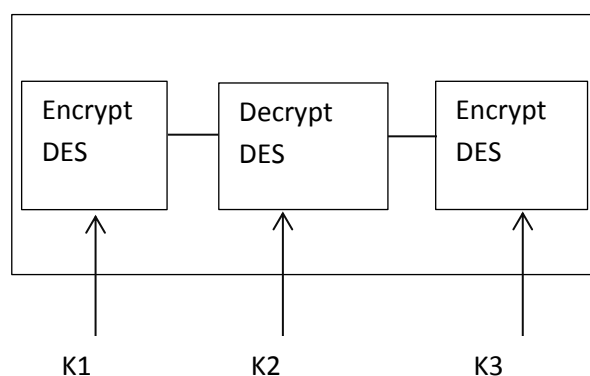 Encrypt
DES
Decrypt
DES
Encrypt
DES
K1
K2
K3